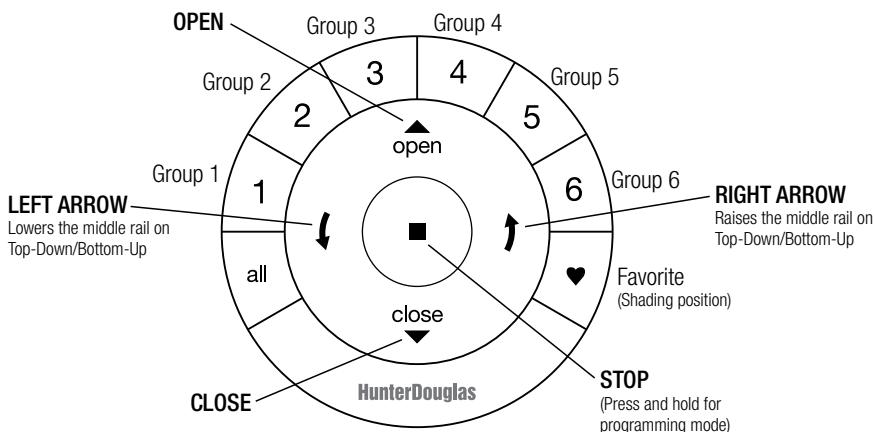 OPEN
Group 3
Group 4
Group 2
Group 5
3
4
2
5
open
Group 1
Group 6
1
6
LEFT ARROW
Lowers the middle rail on
Top-Down/Bottom-Up
RIGHT ARROW
Raises the middle rail on
Top-Down/Bottom-Up
all
Favorite
(Shading position)
close
HunterDouglas
CLOSE
STOP
(Press and hold for
programming mode)